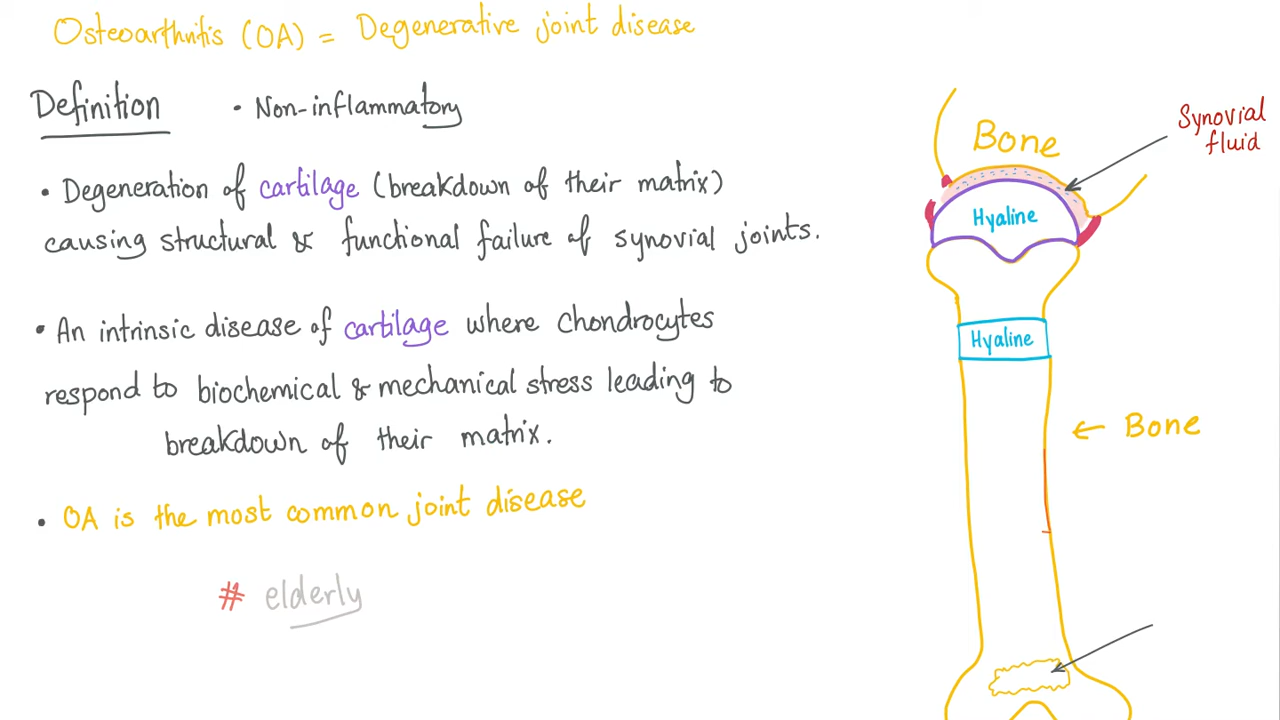 Osteoarthritis (OA) = Degenerative joint disease
Definition • Non-inflammatory
• Degeneration of cartilage (breakdown of their matrix)
causing structural & functional failure of synovial joints.
• An intrinsic disease of cartilage where chondrocytes
respond to biochemical & mechanical stress leading to
breakdown of their matrix.
• OA is the most common joint disease
# elderly
Synovial
fluid
Bone
Hyaline
Hyaline
← Bone